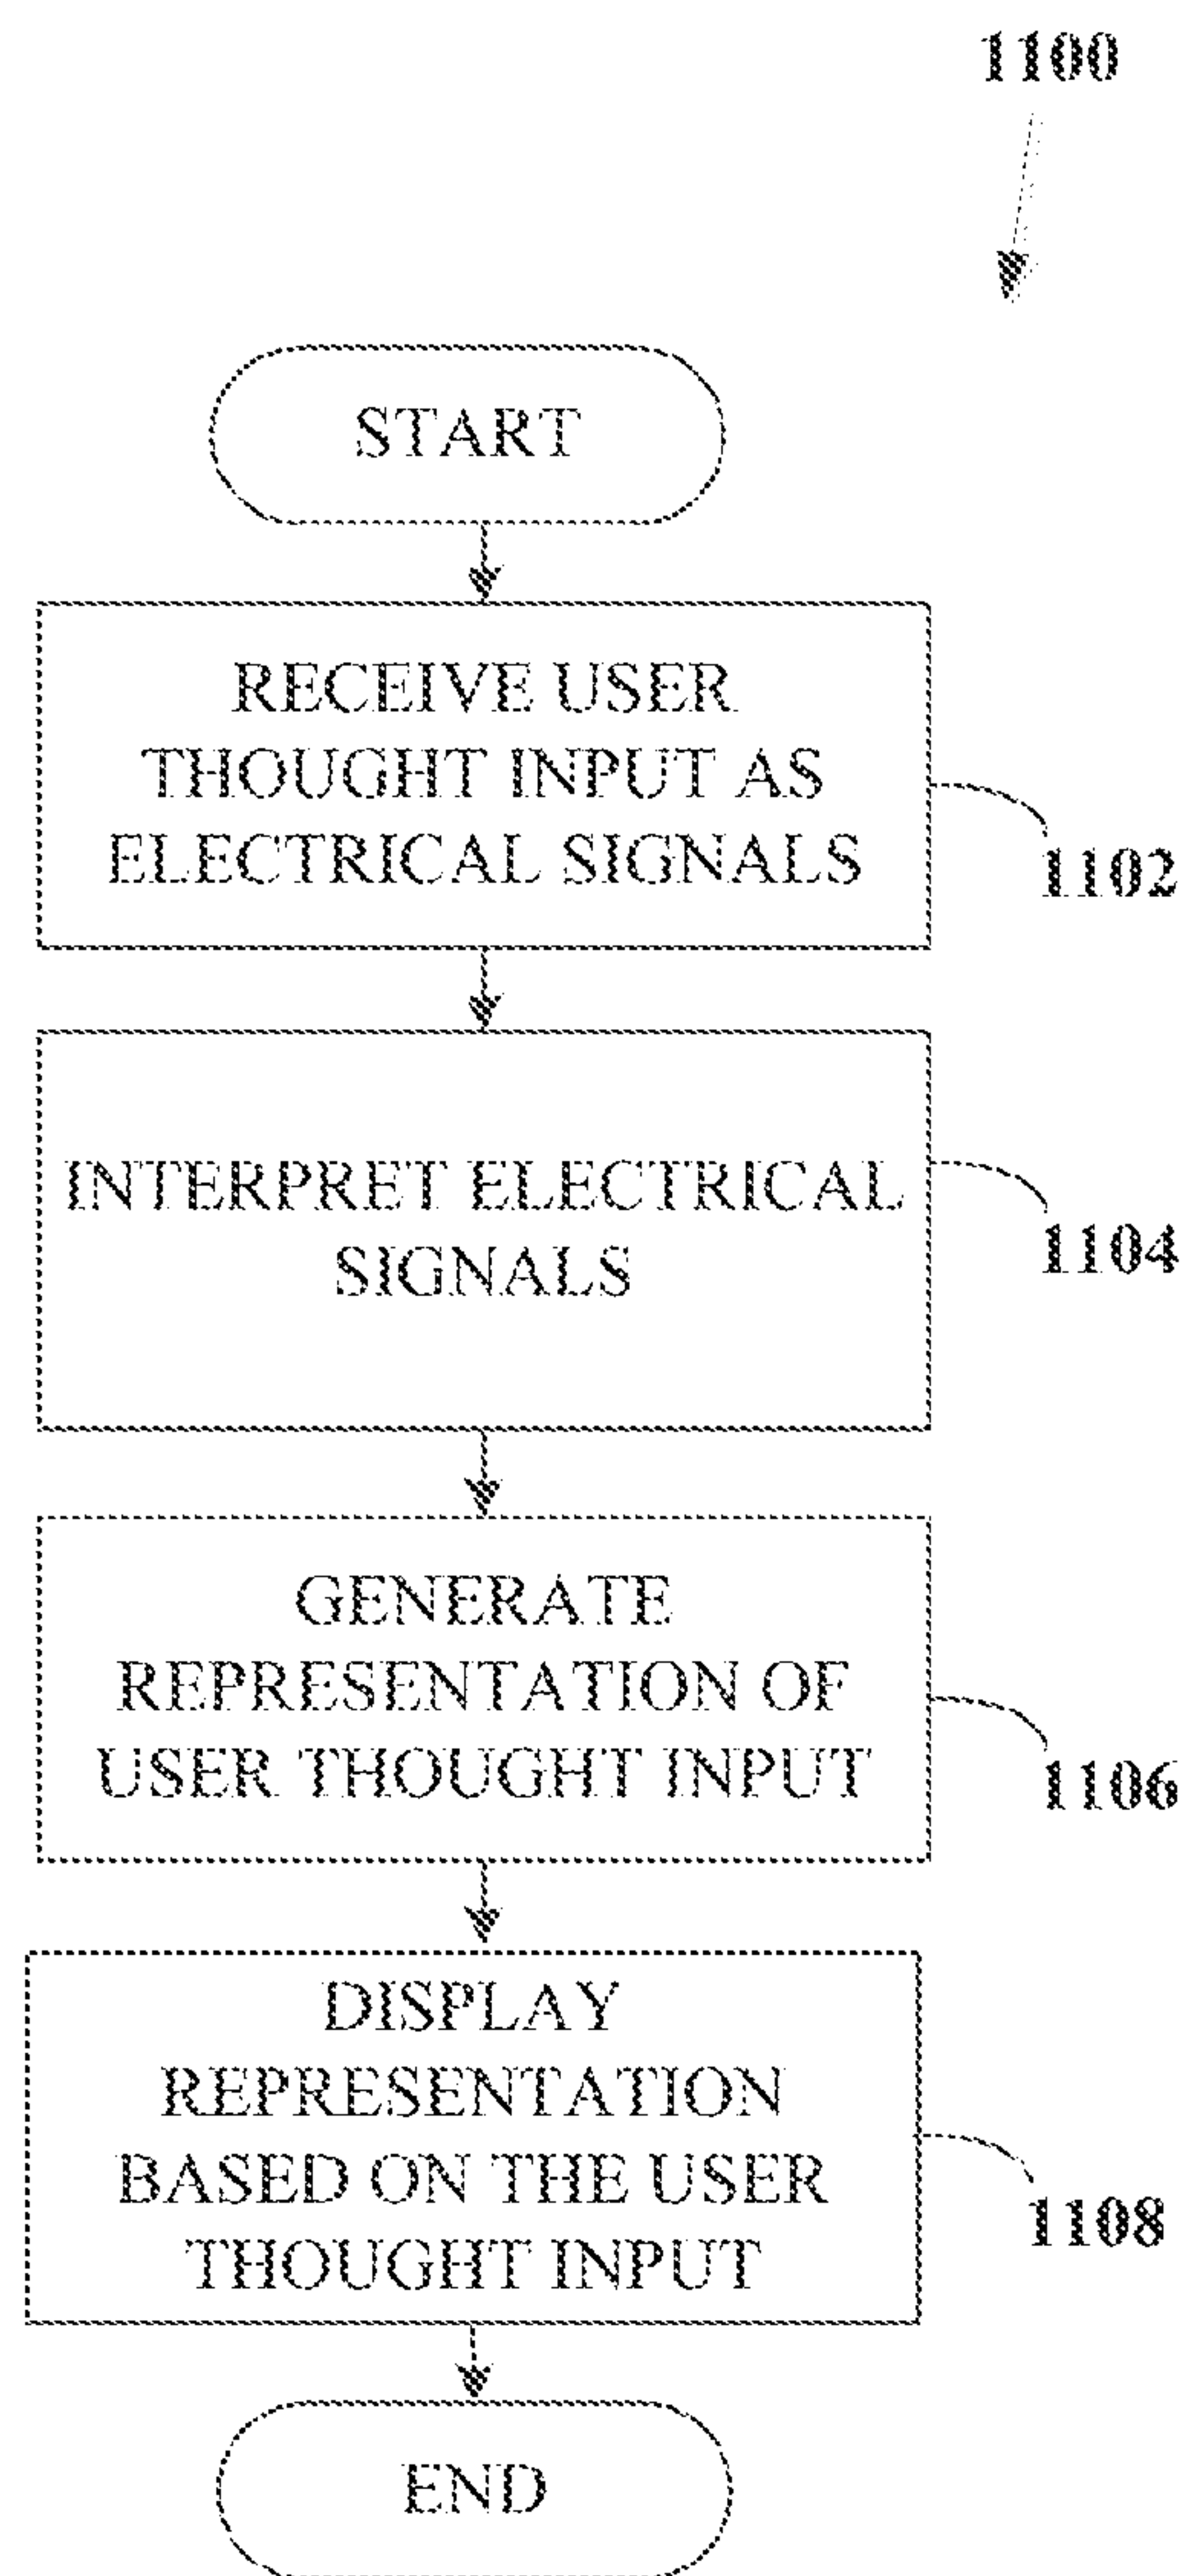 1100
START
RECEIVE USER
THOUGHT INPUT AS
ELECTRICAL SIGNALS
1102
INTERPRET ELECTRICAL
SIGNALS
1104
GENERATE
REPRESENTATION OF
USER THOUGHT INPUT
1106
DISPLAY
REPRESENTATION
BASED ON THE USER
THOUGHT INPUT
1108
END